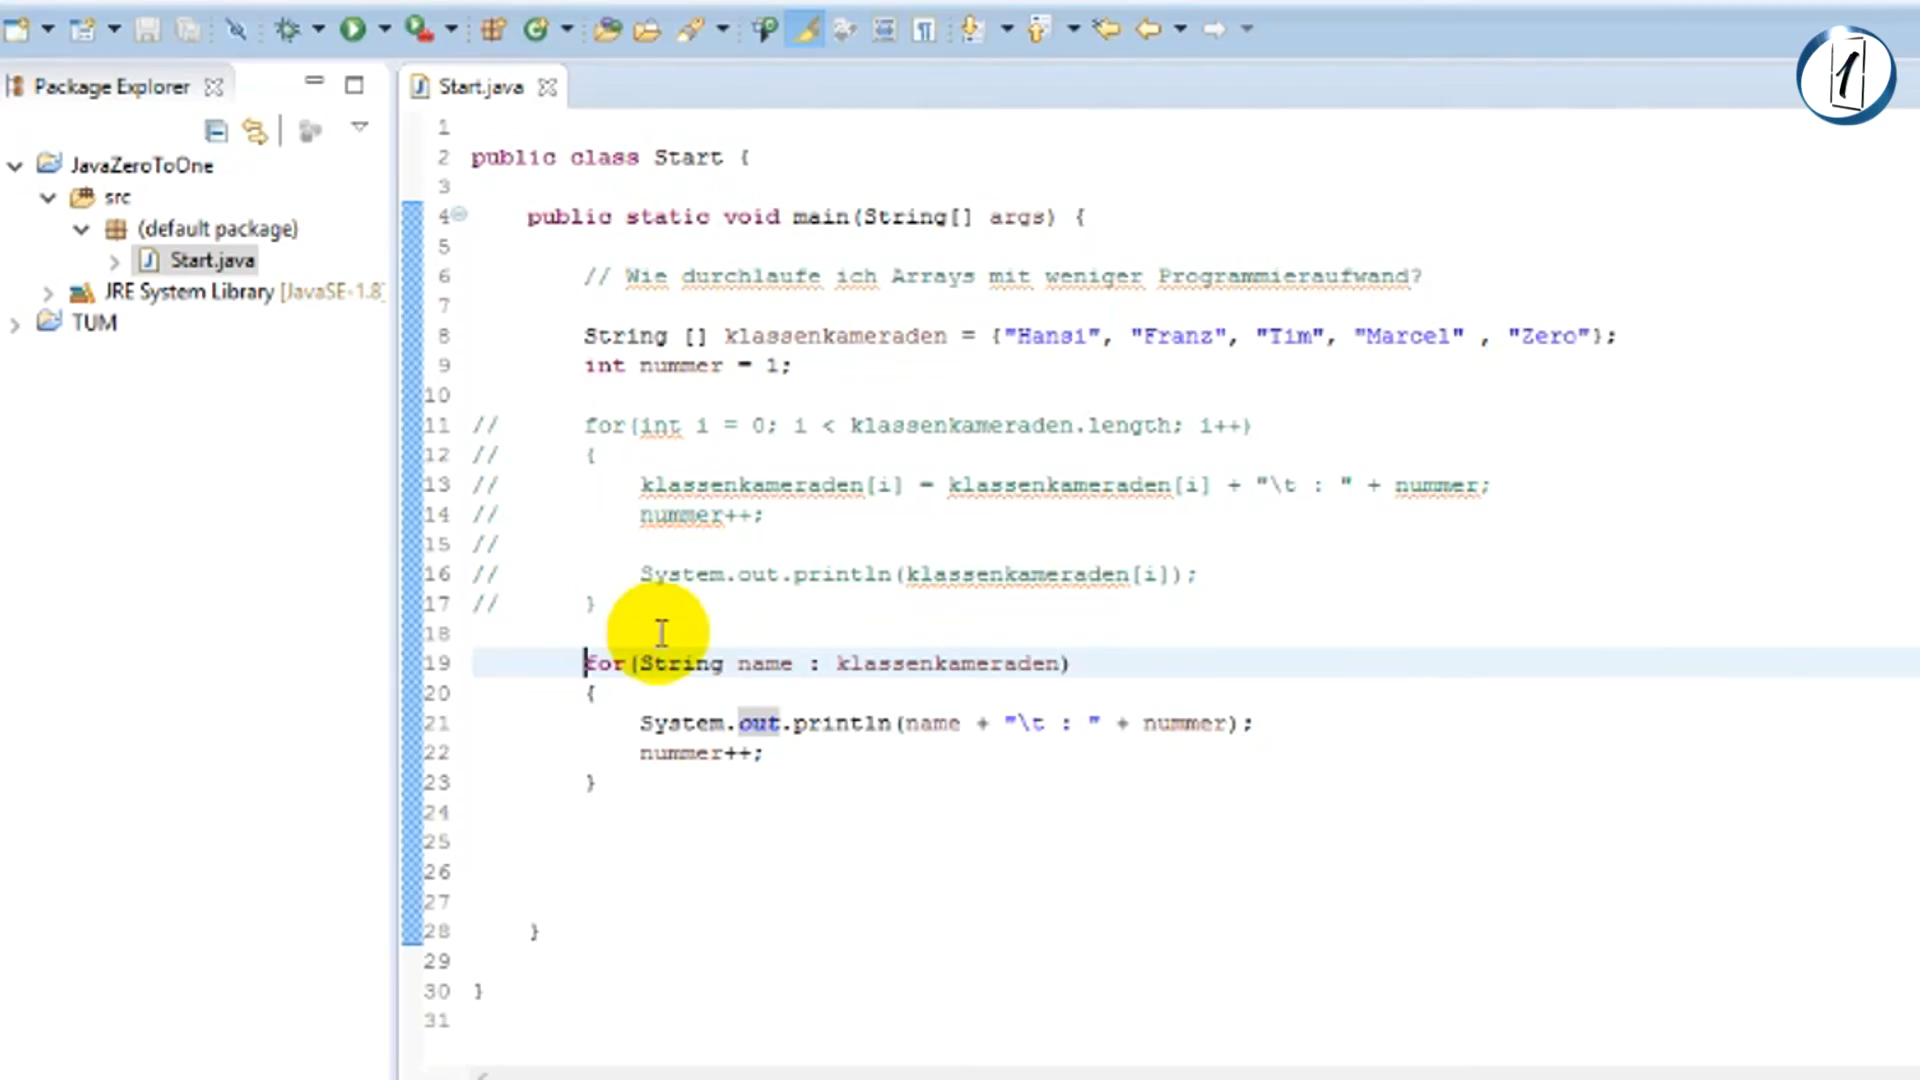 Package Explorer
JavaZeroToOne
src
(default package)
Start.java
JRE System Library [JavaSE-1.8]
TUM
Start.java
1
1
2 public class Start {
3
4 public static void main(String[] args) {
5
6 // Wie durchlaufe ich Arrays mit weniger Programmieraufwand?
7
8 String [] klassenkameraden = {"Hansi", "Franz", "Tim", "Marcel" , "Zero"};
9 int nummer = 1;
10
11 // for(int i = 0; i < klassenkameraden.length; i++)
12 // {
13 // klassenkameraden[i] = klassenkameraden[i] + "\t : " + nummer;
14 // nummer++;
15 //
16 // System.out.println(klassenkameraden[i]);
17 // }
18
19 for(String name : klassenkameraden)
20 {
21 System.out.println(name + "\t : " + nummer);
22 nummer++;
23 }
24
25
26
27
28 }
29
30 }
31